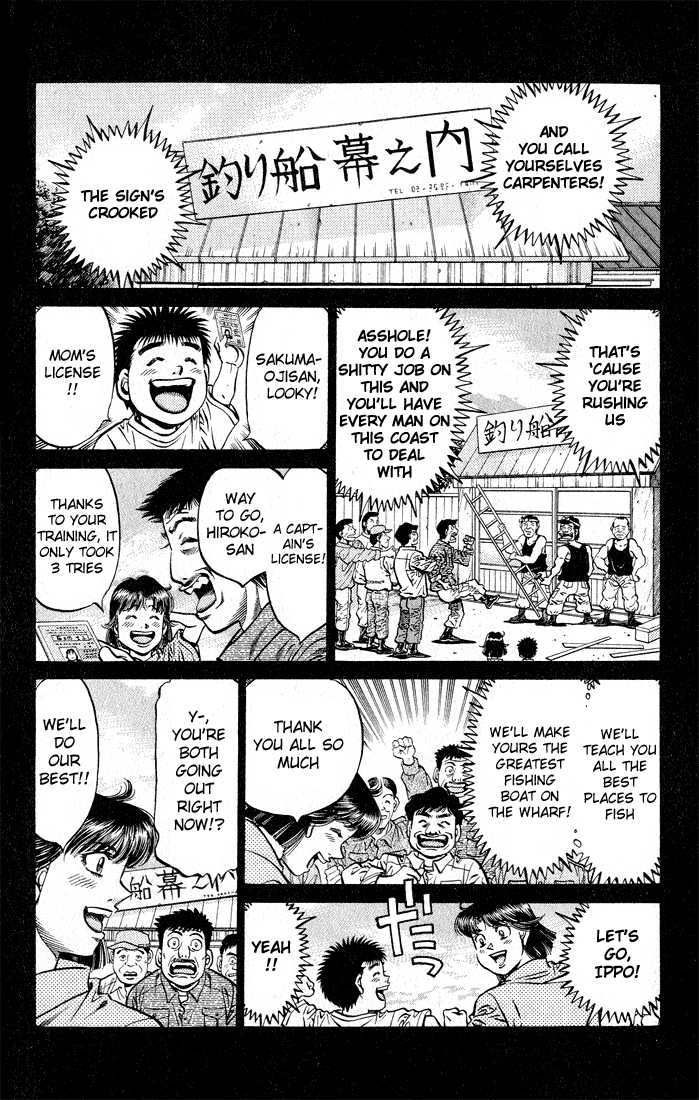 AND
YOU CALL
YOURSELVES
CARPENTERS!
釣り船 幕之内
TEL
THE SIGN'S
CROOKED
THAT'S
'CAUSE
YOU'RE
RUSHING
US
ASSHOLE!
YOU DO A
SHITTY JOB ON
THIS AND
YOU'LL HAVE
EVERY MAN ON
THIS COAST
TO DEAL
WITH
釣り船
SAKUMA-
OJISAN,
LOOKY!
MOM'S
LICENSE
!!
A CAPT-
AIN'S
LICENSE!
WAY
TO GO,
HIROKO-
SAN
THANKS
TO YOUR
TRAINING, IT
ONLY TOOK
3 TRIES
WE'LL
TEACH YOU
ALL THE
BEST
PLACES TO
FISH
WE'LL MAKE
YOURS THE
GREATEST
FISHING
BOAT ON
THE WHARF!
THANK
YOU ALL SO
MUCH
LET'S
GO,
IPPO!
YEAH
!!
Y-,
YOU'RE
BOTH
GOING
OUT
RIGHT
NOW!?
WE'LL
DO
OUR
BEST!!
船 幕之